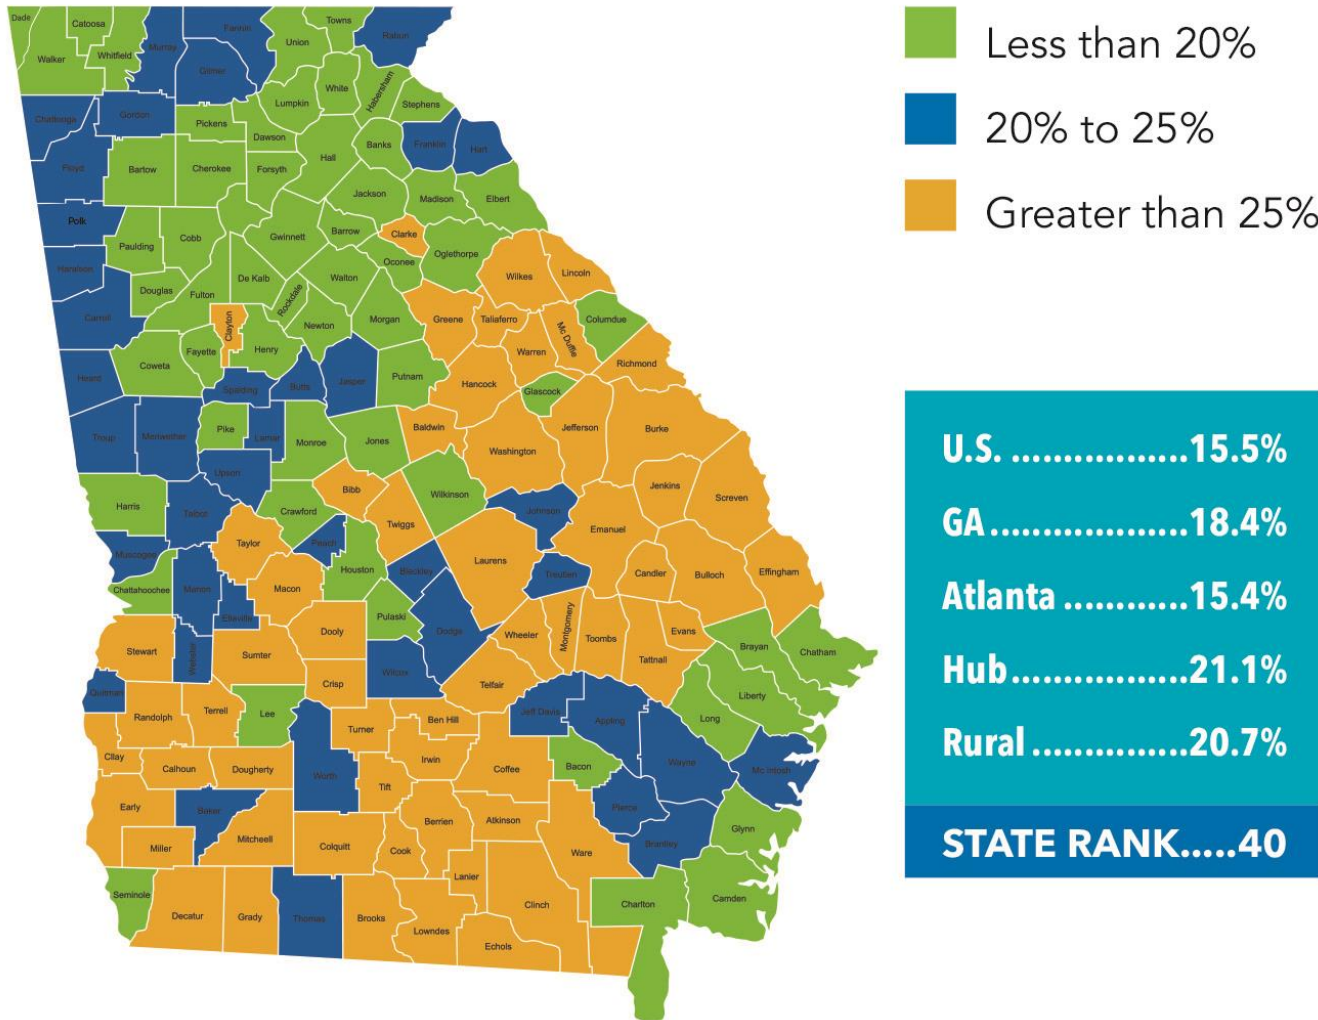 Dade
Catoosa
Walker
Whitfield
Murray
Fannin
Gilmer
Union
Towns
Rabun
White
Habersham
Lumpkin
Stephens
Chattooga
Gordon
Pickens
Dawson
Banks
Franklin
Hart
Floyd
Bartow
Cherokee
Forsyth
Hall
Jackson
Madison
Elbert
Polk
Paulding
Cobb
Gwinnett
Barrow
Clarke
Oconee
Oglethorpe
Wilkes
Lincoln
Haralson
Douglas
Fulton
De Kalb
Rockdale
Walton
Morgan
Greene
Taliaferro
Mc Duffie
Columdue
Carroll
Clayton
Newton
Henry
Fayette
Coweta
Warren
Richmond
Heard
Spalding
Butts
Jasper
Putnam
Hancock
Glascock
Troup
Meriwether
Pike
Lamar
Monroe
Jones
Baldwin
Washington
Jefferson
Burke
Upson
Bibb
Wilkinson
Jenkins
Screven
Harris
Talbot
Crawford
Twiggs
Johnson
Emanuel
Muscogee
Taylor
Peach
Houston
Bleckley
Laurens
Treutlen
Candler
Bulloch
Effingham
Chattahoochee
Marion
Ellaville
Macon
Pulaski
Dodge
Wheeler
Montgomery
Toombs
Evans
Tattnall
Brayan
Chatham
Stewart
Webster
Sumter
Dooly
Crisp
Wilcox
Telfair
Liberty
Long
Quitman
Randolph
Terrell
Lee
Turner
Ben Hill
Jeff Davis
Appling
Wayne
Mc intosh
Cllay
Calhoun
Dougherty
Worth
Tift
Irwin
Coffee
Bacon
Pierce
Early
Baker
Mitcheell
Berrien
Atkinson
Ware
Brantley
Glynn
Miller
Colquitt
Cook
Lanier
Clinch
Charlton
Camden
Seminole
Decatur
Grady
Thomas
Brooks
Lowndes
Echols
Less than 20%
20% to 25%
Greater than 25%
U.S. .................15.5%
GA ...................18.4%
Atlanta ............15.4%
Hub.................21.1%
Rural ...............20.7%
STATE RANK.....40